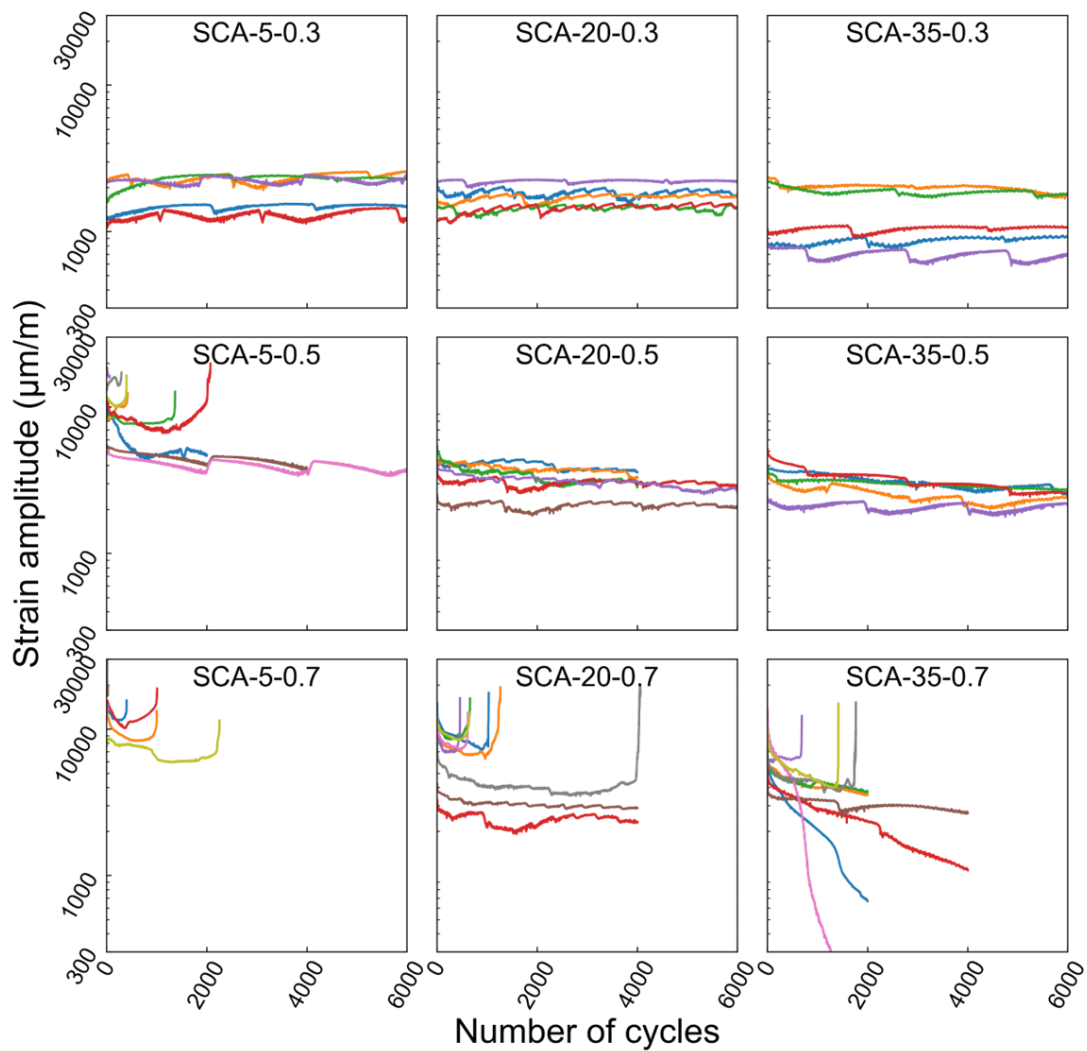 SCA-5-0.3
SCA-20-0.3
SCA-35-0.3
30000
10000
1000
300
SCA-5-0.5
SCA-20-0.5
SCA-35-0.5
30000
10000
1000
300
SCA-5-0.7
SCA-20-0.7
SCA-35-0.7
30000
10000
1000
300
Strain amplitude (μm/m)
0
2000
4000
6000
0
2000
4000
6000
0
2000
4000
6000
Number of cycles